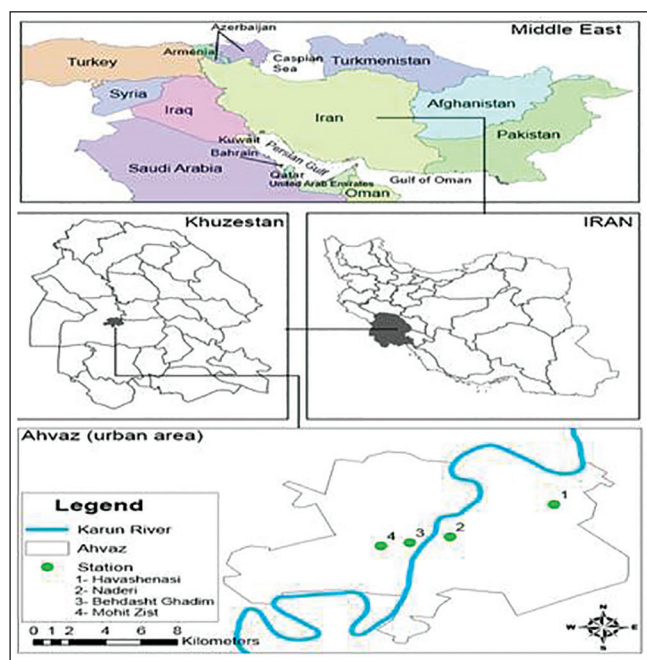 Middle East
Azerbaijan
Armenia
Turkey
Caspian
Sea
Turkmenistan
Syria
Iraq
Iran
Afghanistan
Pakistan
Kuwait
Bahrain
Persian Gulf
Saudi Arabia
Qatar
United Arab Emirates
Gulf of Oman
Oman
Khuzestan
IRAN
Ahvaz (urban area)
Legend
Karun River
Ahvaz
Station
1- Havashenasi
2- Naderi
3- Behdasht Ghadim
4- Mohit Zist
0 1 2 4 6 8
Kilometers
1
2
3
4
N
W E
S